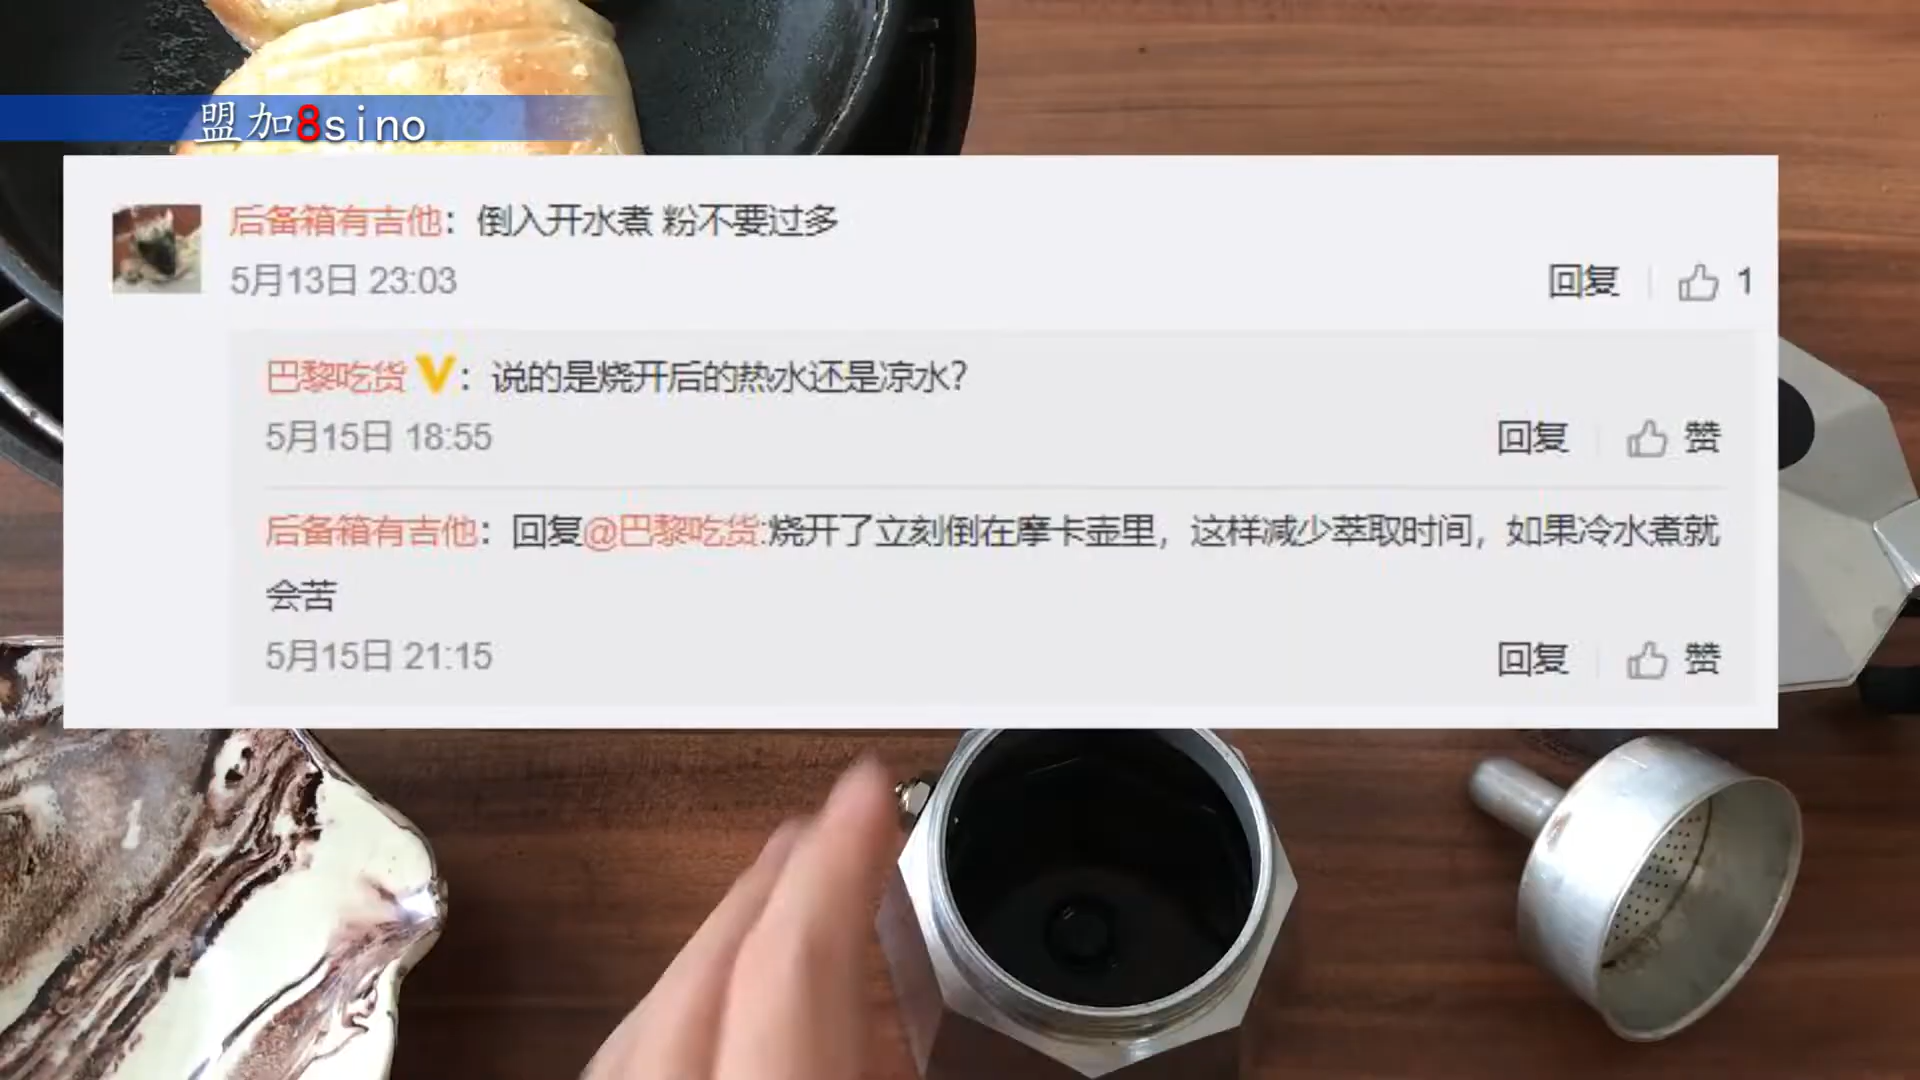 盟加8sino
后备箱有吉他：倒入开水煮 粉不要过多
5月13日 23:03
回复 1
巴黎吃货：说的是烧开后的热水还是凉水?
5月15日 18:55
回复 赞
后备箱有吉他：回复@巴黎吃货:烧开了立刻倒在摩卡壶里，这样减少萃取时间，如果冷水煮就
会苦
5月15日 21:15
回复 赞